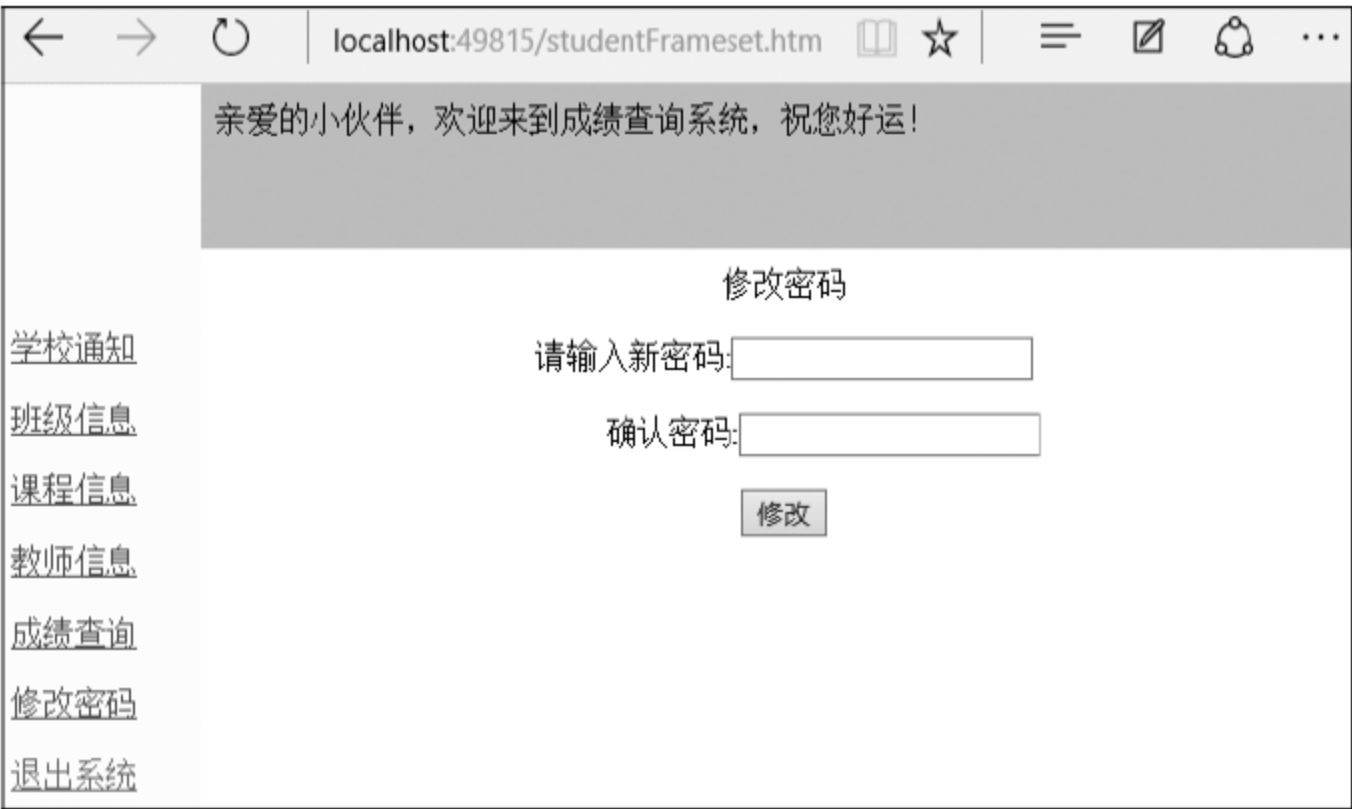 localhost:49815/studentFrameset.htm
亲爱的小伙伴，欢迎来到成绩查询系统，祝您好运！
修改密码
请输入新密码:
确认密码:
修改
学校通知
班级信息
课程信息
教师信息
成绩查询
修改密码
退出系统